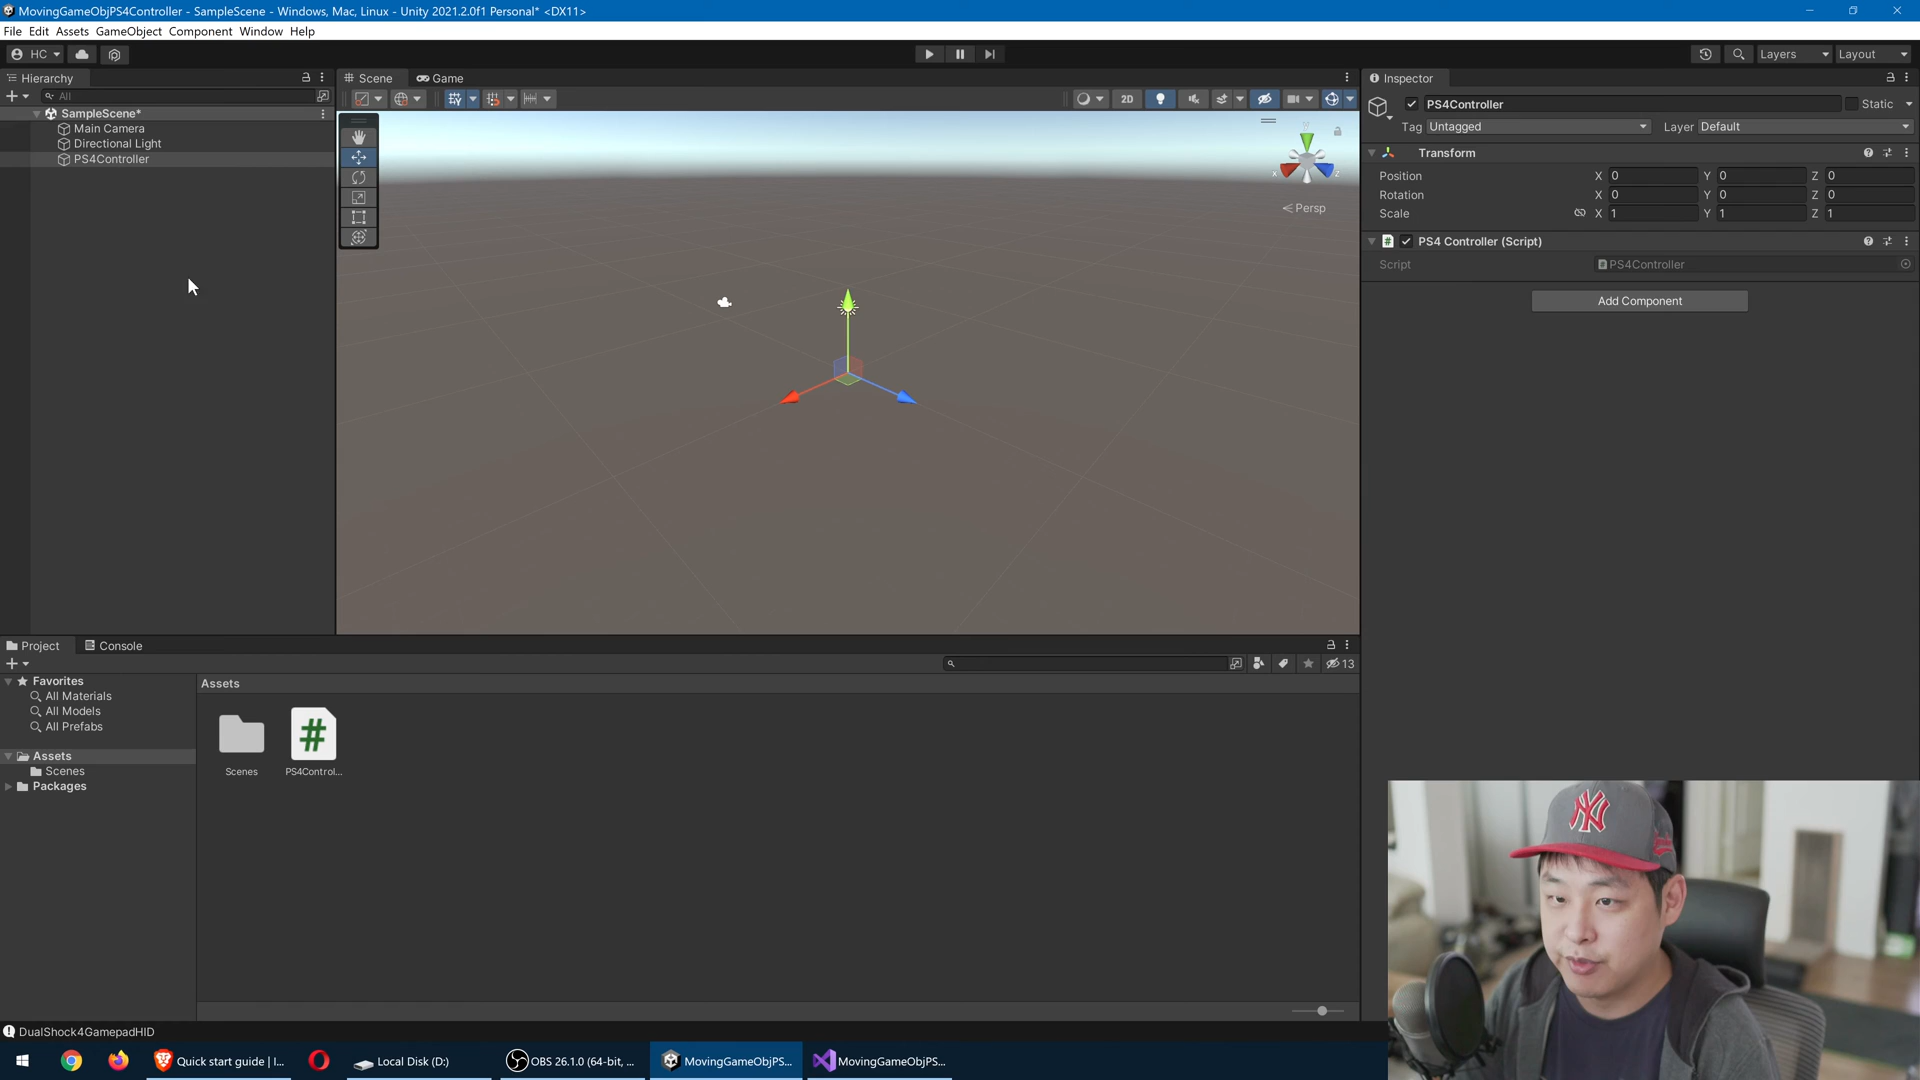 MovingGameObjPS4Controller - SampleScene - Windows, Mac, Linux - Unity 2021.2.0f1 Personal* <DX11>
File Edit Assets GameObject Component Window Help
HC Layers Layout
Hierarchy
All
SampleScene*
Main Camera
Directional Light
PS4Controller
Scene Game
2D
y
x
z
Persp
Inspector
PS4Controller Static
Tag Untagged Layer Default
Transform
Position X 0 Y 0 Z 0
Rotation X 0 Y 0 Z 0
Scale X 1 Y 1 Z 1
# PS4 Controller (Script)
Script PS4Controller
Add Component
Project Console
13
Favorites
All Materials
All Models
All Prefabs
Assets
Scenes
Packages
Assets
#
Scenes PS4Control...
NY
DualShock4GamepadHID
Quick start guide | I... Local Disk (D:) OBS 26.1.0 (64-bit, ... MovingGameObjPS... MovingGameObjPS...